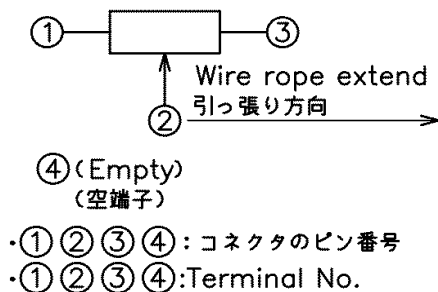 ① ③
Wire rope extend
② 引っ張り方向
④(Empty)
(空端子)
・①②③④:コネクタのピン番号
・①②③④:Terminal No.